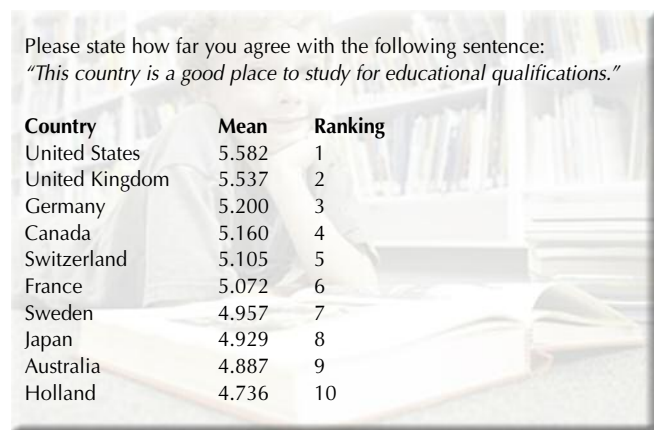 Please state how far you agree with the following sentence:
“This country is a good place to study for educational qualifications.”
Country Mean Ranking
United States 5.582 1
United Kingdom 5.537 2
Germany 5.200 3
Canada 5.160 4
Switzerland 5.105 5
France 5.072 6
Sweden 4.957 7
Japan 4.929 8
Australia 4.887 9
Holland 4.736 10